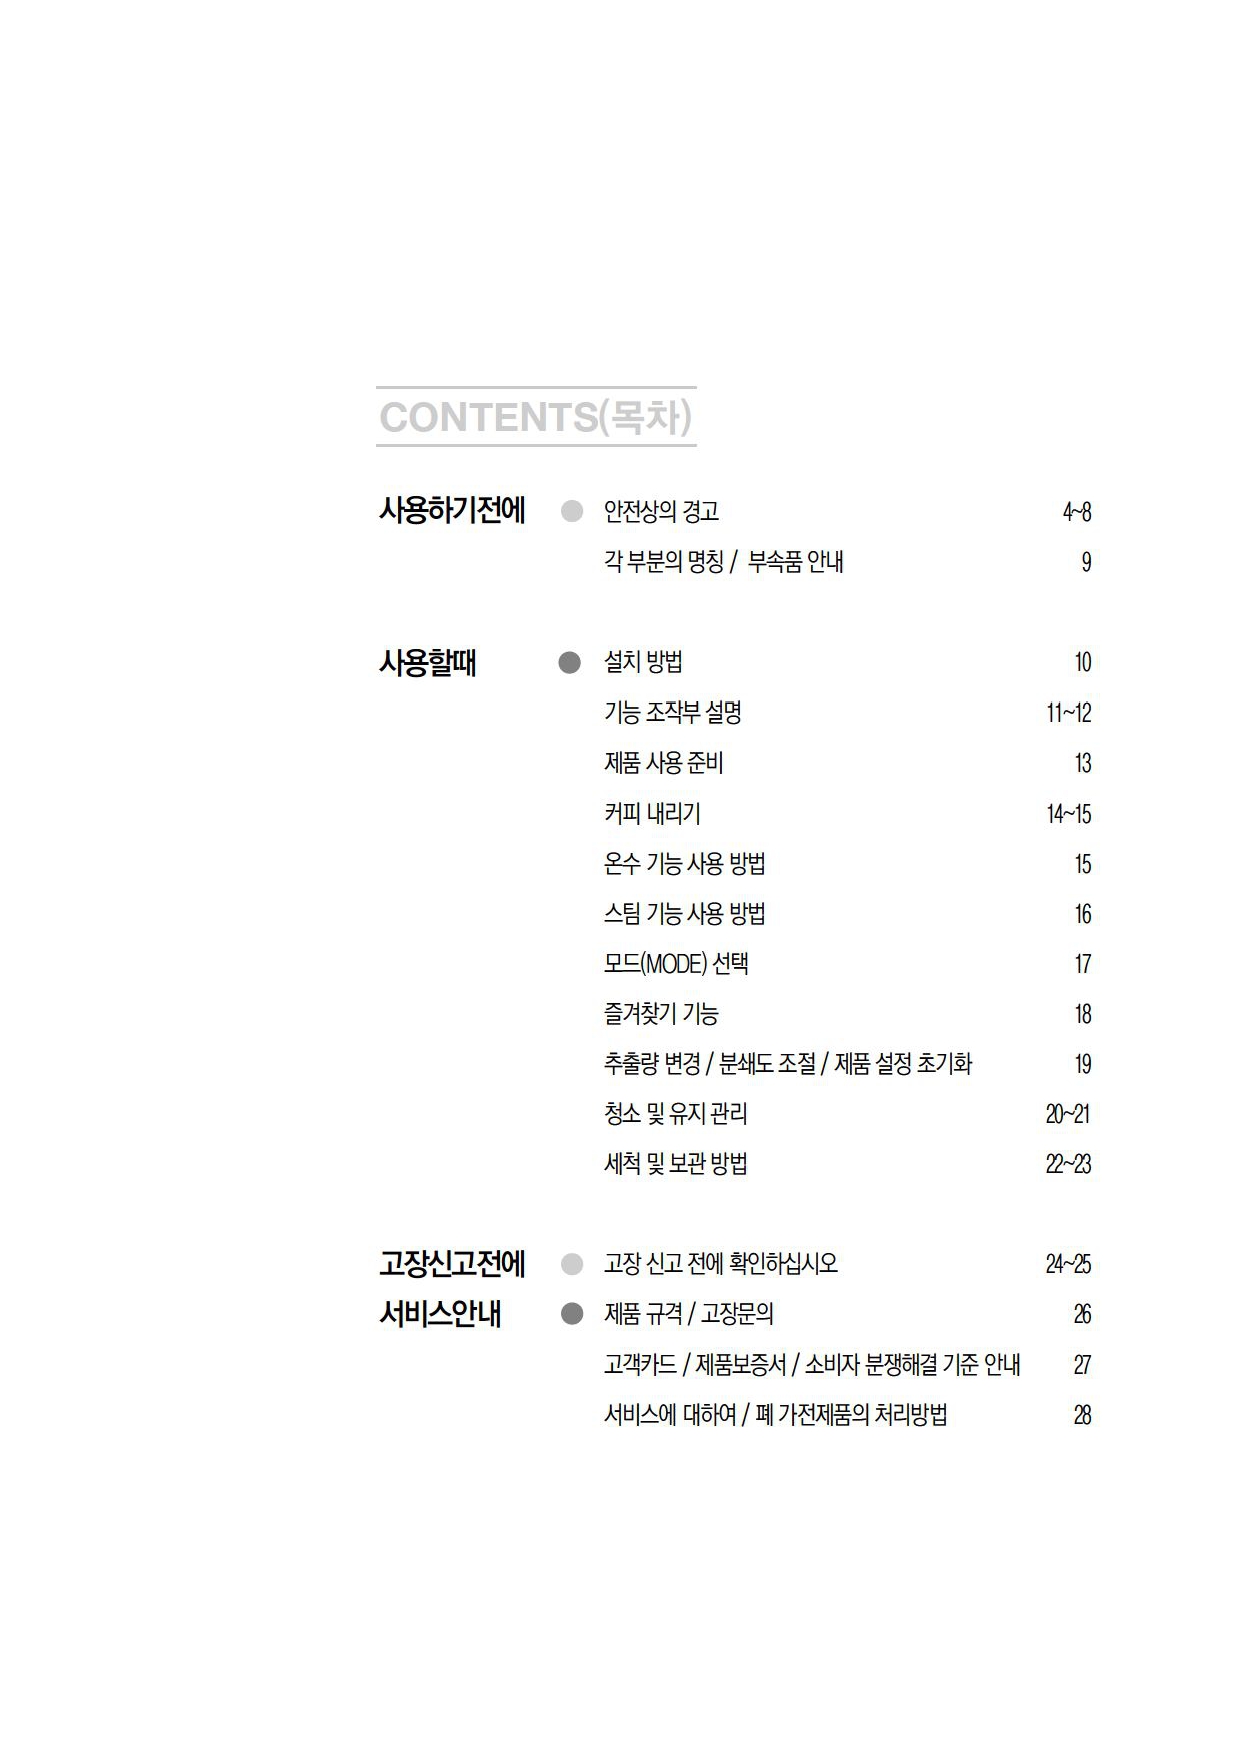 CONTENTS(목차)
사용하기전에 안전상의 경고 4~8
각 부분의 명칭 / 부속품 안내 9
사용할때 설치 방법 10
기능 조작부 설명 11~12
제품 사용 준비 13
커피 내리기 14~15
온수 기능 사용 방법 15
스팀 기능 사용 방법 16
모드(MODE) 선택 17
즐겨찾기 기능 18
추출량 변경 / 분쇄도 조절 / 제품 설정 초기화 19
청소 및 유지 관리 20~21
세척 및 보관 방법 22~23
고장신고전에 고장 신고 전에 확인하십시오 24~25
서비스안내 제품 규격 / 고장문의 26
고객카드 / 제품보증서 / 소비자 분쟁해결 기준 안내 27
서비스에 대하여 / 폐 가전제품의 처리방법 28